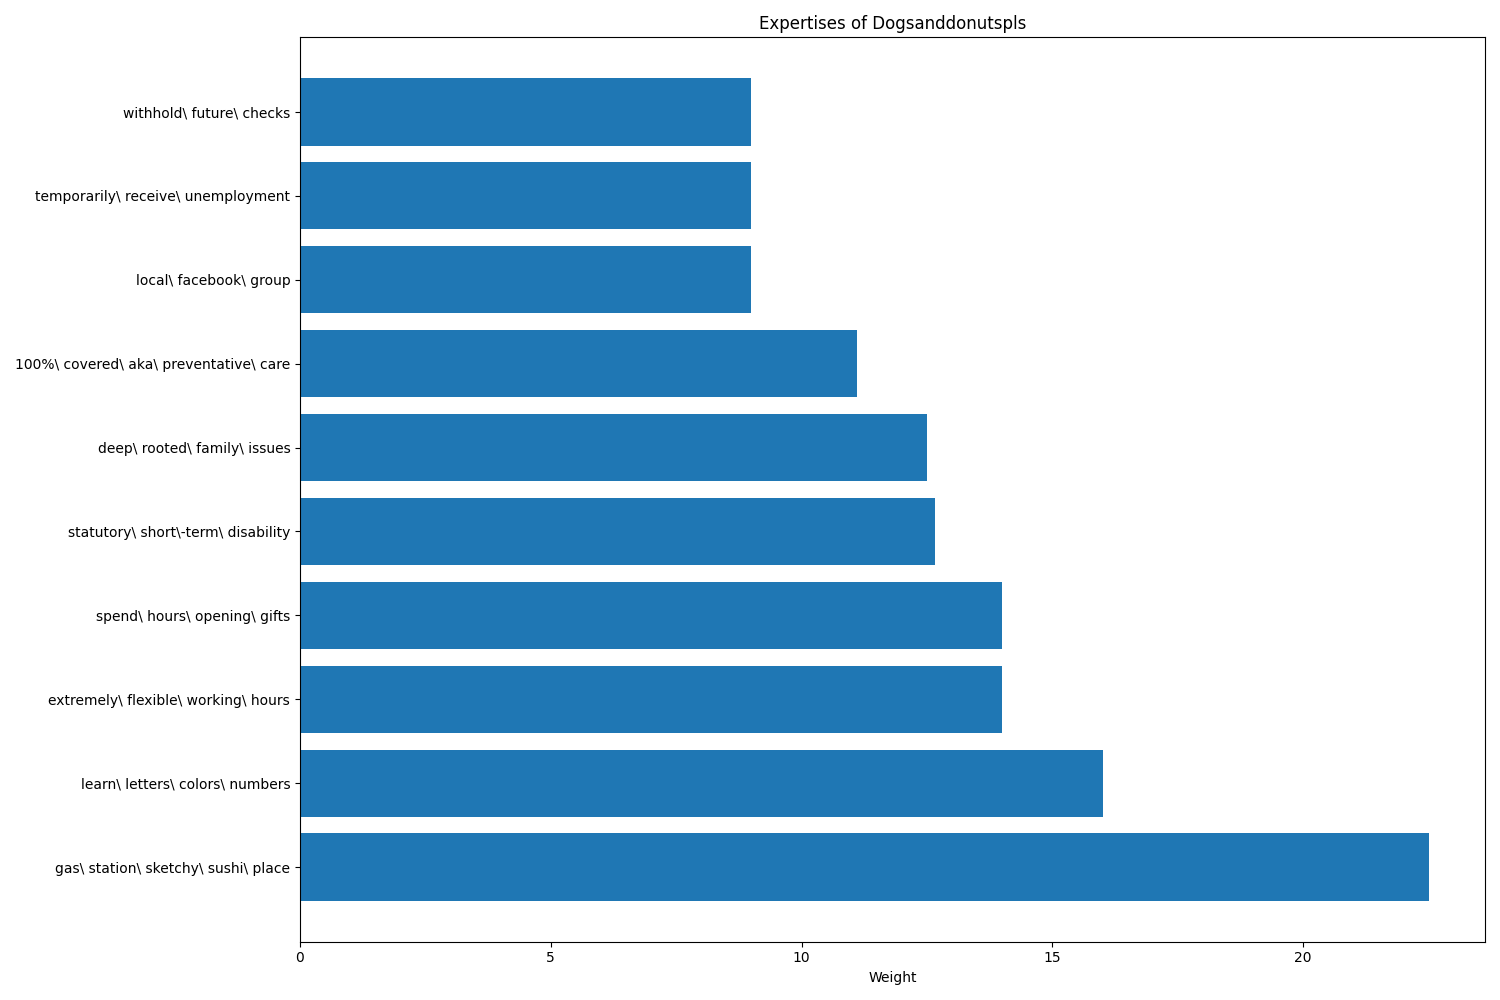 Expertises of Dogsanddonutspls
withhold\ future\ checks
temporarily\ receive\ unemployment
local\ facebook\ group
100%\ covered\ aka\ preventative\ care
deep\ rooted\ family\ issues
statutory\ short\-term\ disability
spend\ hours\ opening\ gifts
extremely\ flexible\ working\ hours
learn\ letters\ colors\ numbers
gas\ station\ sketchy\ sushi\ place
0 5 10 15 20
Weight